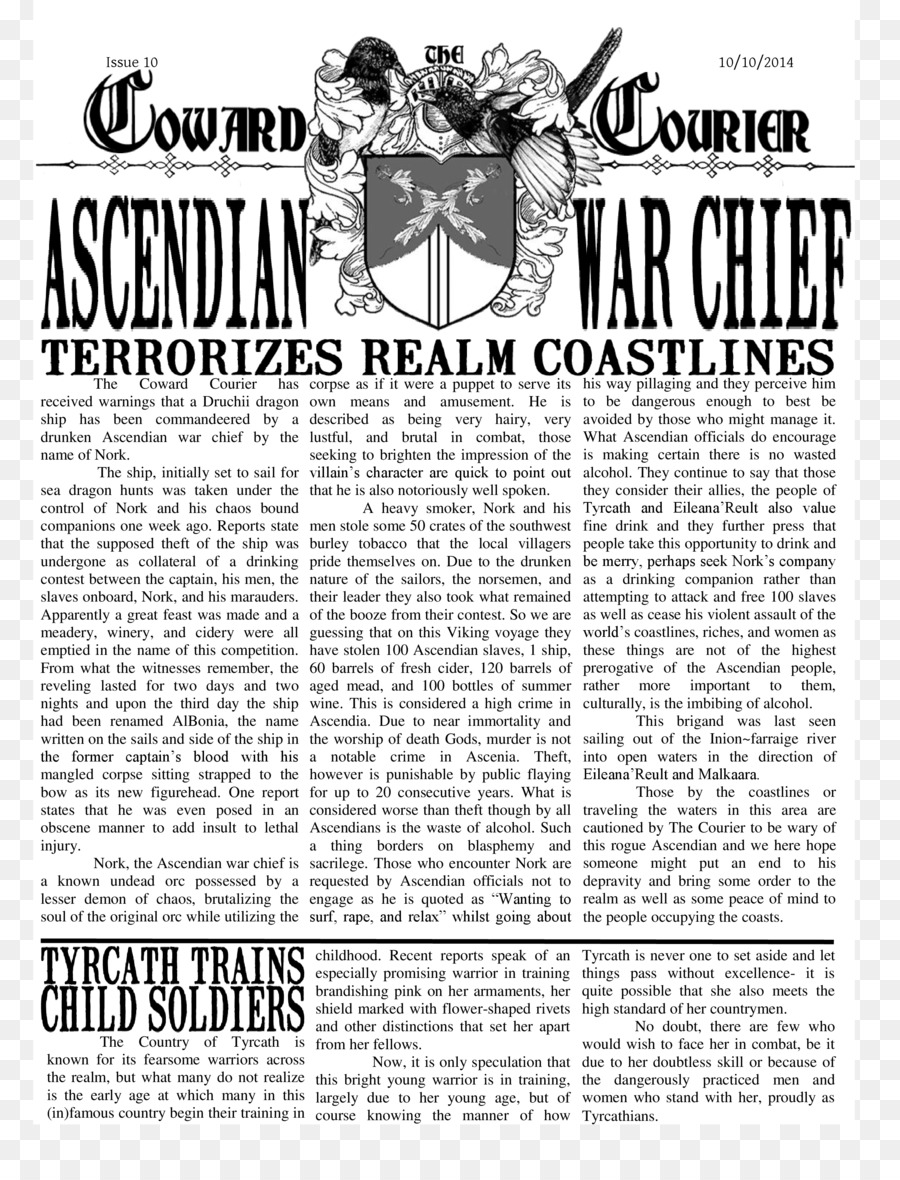 Issue 10
THE
10/10/2014
COWARD COURIER
ASCENDIAN WAR CHIEF
TERRORIZES REALM COASTLINES
The Coward Courier has
received warnings that a Druchii dragon
ship has been commandeered by a
drunken Ascendian war chief by the
name of Nork.
The ship, initially set to sail for
sea dragon hunts was taken under the
control of Nork and his chaos bound
companions one week ago. Reports state
that the supposed theft of the ship was
undergone as collateral of a drinking
contest between the captain, his men, the
slaves onboard, Nork, and his marauders.
Apparently a great feast was made and a
meadery, winery, and cidery were all
emptied in the name of this competition.
From what the witnesses remember, the
reveling lasted for two days and two
nights and upon the third day the ship
had been renamed AlBonia, the name
written on the sails and side of the ship in
the former captain's blood with his
mangled corpse sitting strapped to the
bow as its new figurehead. One report
states that he was even posed in an
obscene manner to add insult to lethal
injury.
Nork, the Ascendian war chief is
a known undead orc possessed by a
lesser demon of chaos, brutalizing the
soul of the original orc while utilizing the
corpse as if it were a puppet to serve its
own means and amusement. He is
described as being very hairy, very
lustful, and brutal in combat, those
seeking to brighten the impression of the
villain's character are quick to point out
that he is also notoriously well spoken.
A heavy smoker, Nork and his
men stole some 50 crates of the southwest
burley tobacco that the local villagers
pride themselves on. Due to the drunken
nature of the sailors, the norsemen, and
their leader they also took what remained
of the booze from their contest. So we are
guessing that on this Viking voyage they
have stolen 100 Ascendian slaves, 1 ship,
60 barrels of fresh cider, 120 barrels of
aged mead, and 100 bottles of summer
wine. This is considered a high crime in
Ascendia. Due to near immortality and
the worship of death Gods, murder is not
a notable crime in Ascenia. Theft,
however is punishable by public flaying
for up to 20 consecutive years. What is
considered worse than theft though by all
Ascendians is the waste of alcohol. Such
a thing borders on blasphemy and
sacrilege. Those who encounter Nork are
requested by Ascendian officials not to
engage as he is quoted as “Wanting to
surf, rape, and relax” whilst going about
his way pillaging and they perceive him
to be dangerous enough to best be
avoided by those who might manage it.
What Ascendian officials do encourage
is making certain there is no wasted
alcohol. They continue to say that those
they consider their allies, the people of
Tyrcath and Eileana'Reult also value
fine drink and they further press that
people take this opportunity to drink and
be merry, perhaps seek Nork's company
as a drinking companion rather than
attempting to attack and free 100 slaves
as well as cease his violent assault of the
world's coastlines, riches, and women as
these things are not of the highest
prerogative of the Ascendian people,
rather more important to them,
culturally, is the imbibing of alcohol.
This brigand was last seen
sailing out of the Inion~farraige river
into open waters in the direction of
Eileana'Reult and Malkaara.
Those by the coastlines or
traveling the waters in this area are
cautioned by The Courier to be wary of
this rogue Ascendian and we here hope
someone might put an end to his
depravity and bring some order to the
realm as well as some peace of mind to
the people occupying the coasts.
TYRCATH TRAINS
CHILD SOLDIERS
The Country of Tyrcath is
known for its fearsome warriors across
the realm, but what many do not realize
is the early age at which many in this
(in)famous country begin their training in
childhood. Recent reports speak of an
especially promising warrior in training
brandishing pink on her armaments, her
shield marked with flower-shaped rivets
and other distinctions that set her apart
from her fellows.
Now, it is only speculation that
this bright young warrior is in training,
largely due to her young age, but of
course knowing the manner of how
Tyrcath is never one to set aside and let
things pass without excellence- it is
quite possible that she also meets the
high standard of her countrymen.
No doubt, there are few who
would wish to face her in combat, be it
due to her doubtless skill or because of
the dangerously practiced men and
women who stand with her, proudly as
Tyrcathians.